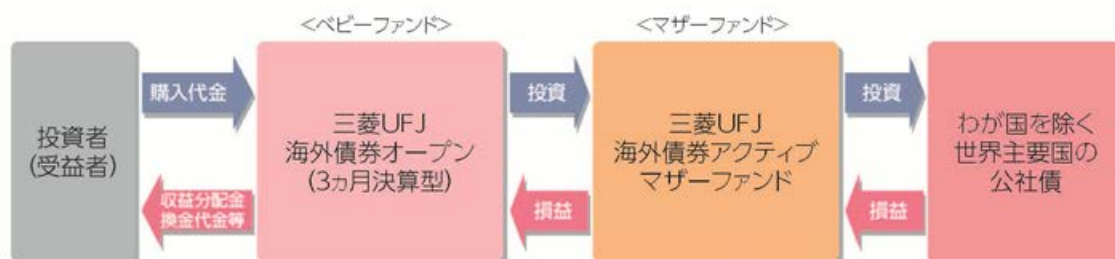 <ベビーファンド>
<マザーファンド>
投資者
(受益者)
購入代金
収益分配金
換金代金等
三菱UFJ
海外債券オープン
(3ヵ月決算型)
投資
損益
三菱UFJ
海外債券アクティブ
マザーファンド
投資
損益
わが国を除く
世界主要国の
公社債